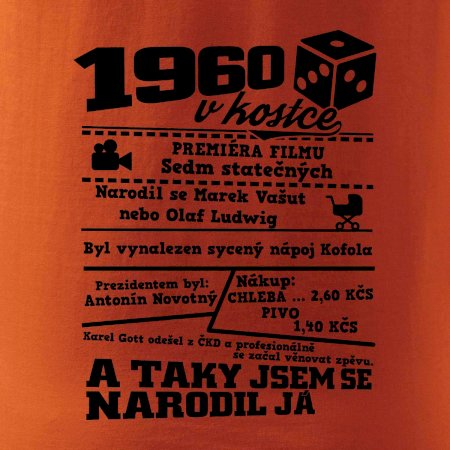 1960
v kostce
PREMIÉRA FILMU
Sedm statečných
Narodil se Marek Vašut
nebo Olaf Ludwig
Byl vynalezen sycený nápoj Kofola
Prezidentem byl:
Antonín Novotný
Nákup:
CHLEBA ... 2,60 KČS
PIVO
1,40 KČS
Karel Gott odešel z ČKD a profesionálně
se začal věnovat zpěvu.
A TAKY JSEM SE
NARODIL JÁ